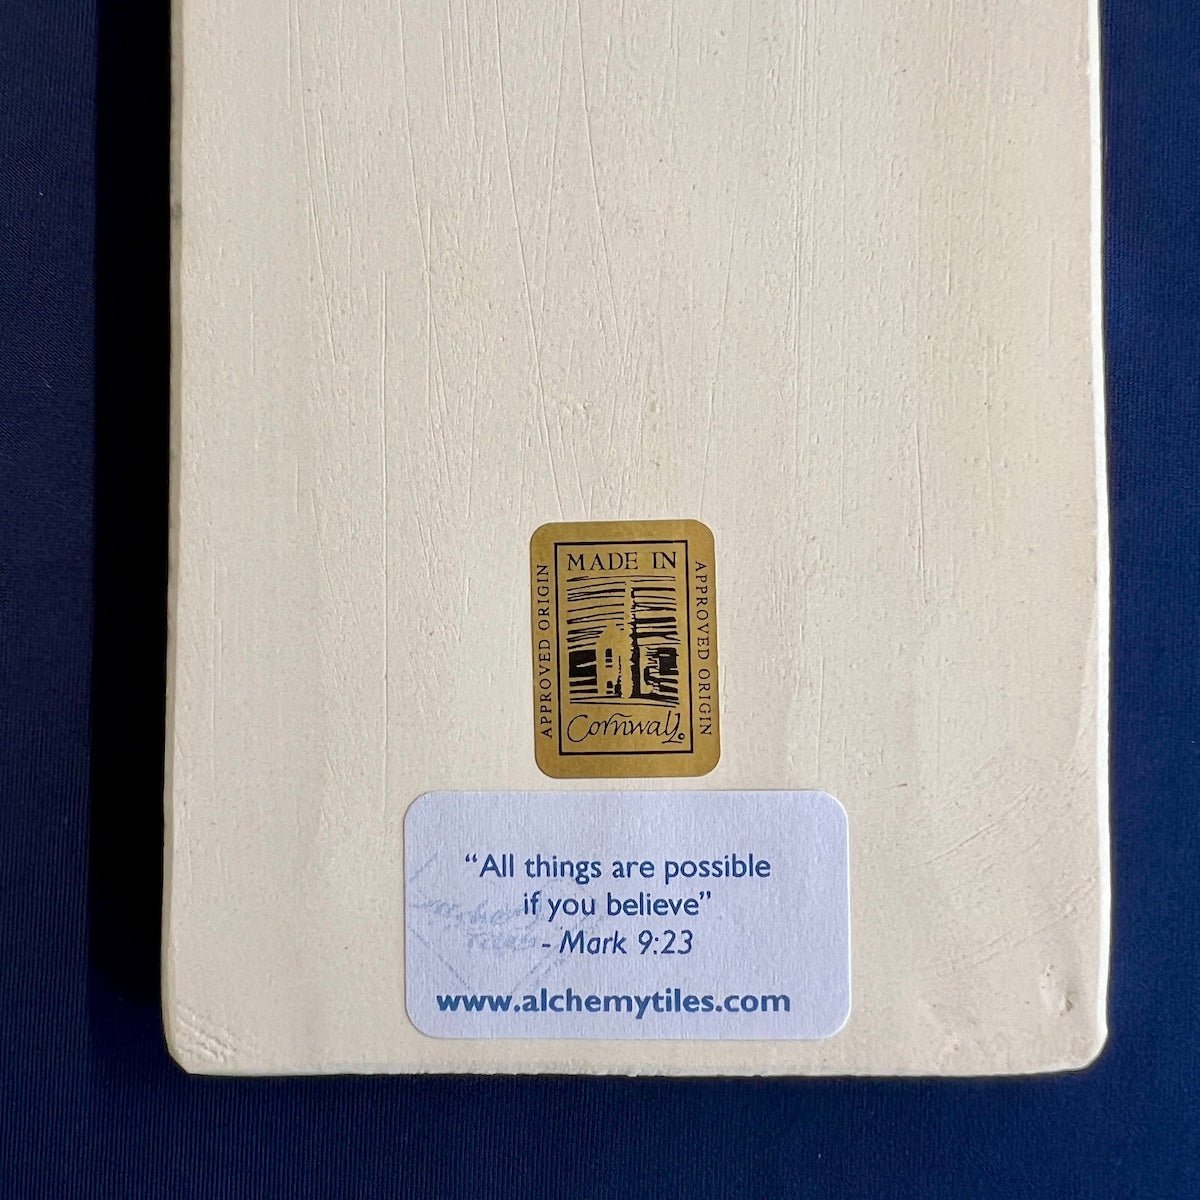 MADE IN
APPROVED ORIGIN
APPROVED ORIGIN
Cornwall
“All things are possible
if you believe”
- Mark 9:23
www.alchemytiles.com